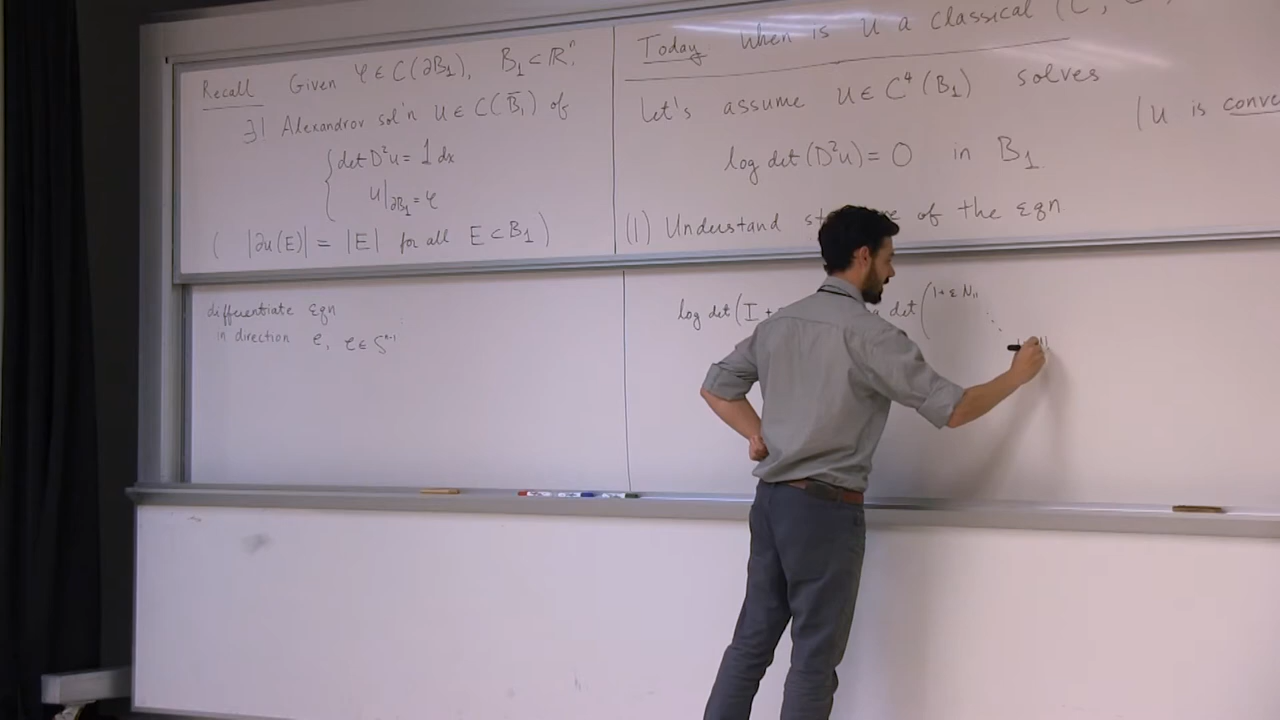 Recall Given φ ∈ C(∂B₁), B₁ ⊂ ℝⁿ,
∃! Alexandrov sol'n u ∈ C(B̄₁) of
{ det D²u = 1 dx
u|∂B₁ = φ
( |∂u(E)| = |E| for all E ⊂ B₁ )
Today When is u a classical
Let's assume u ∈ C⁴(B₁) solves
(u is conve
log det(D²u) = 0 in B₁.
(1) Understand of the eqn
differentiate eqn
in direction e, e ∈ Sⁿ⁻¹
log det(I + det( 1 + ε N₁₁
⋱